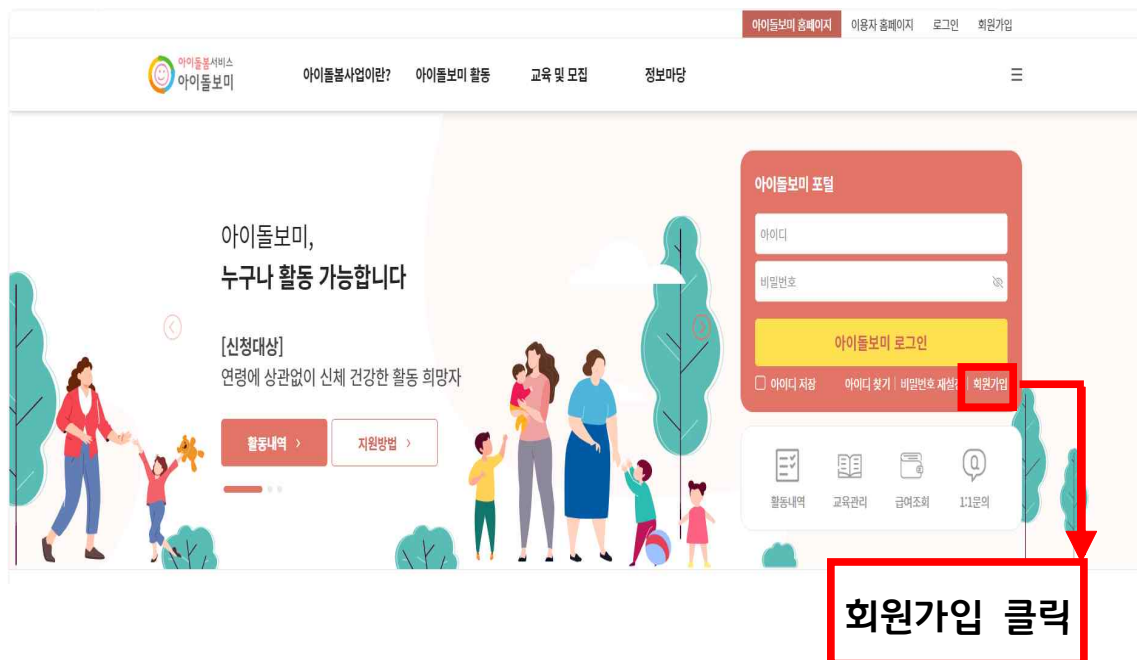 아이돌보미 홈페이지 이용자 홈페이지 로그인 회원가입
아이돌봄서비스
아이돌보미
아이돌봄사업이란? 아이돌보미 활동 교육 및 모집 정보마당
아이돌보미,
누구나 활동 가능합니다
[신청대상]
연령에 상관없이 신체 건강한 활동 희망자
활동내역 >
지원방법 >
아이돌보미 포털
아이디
비밀번호
아이돌보미 로그인
아이디 저장 아이디 찾기 | 비밀번호 재설정 | 회원가입
활동내역 교육관리 급여조회 1:1문의
회원가입 클릭